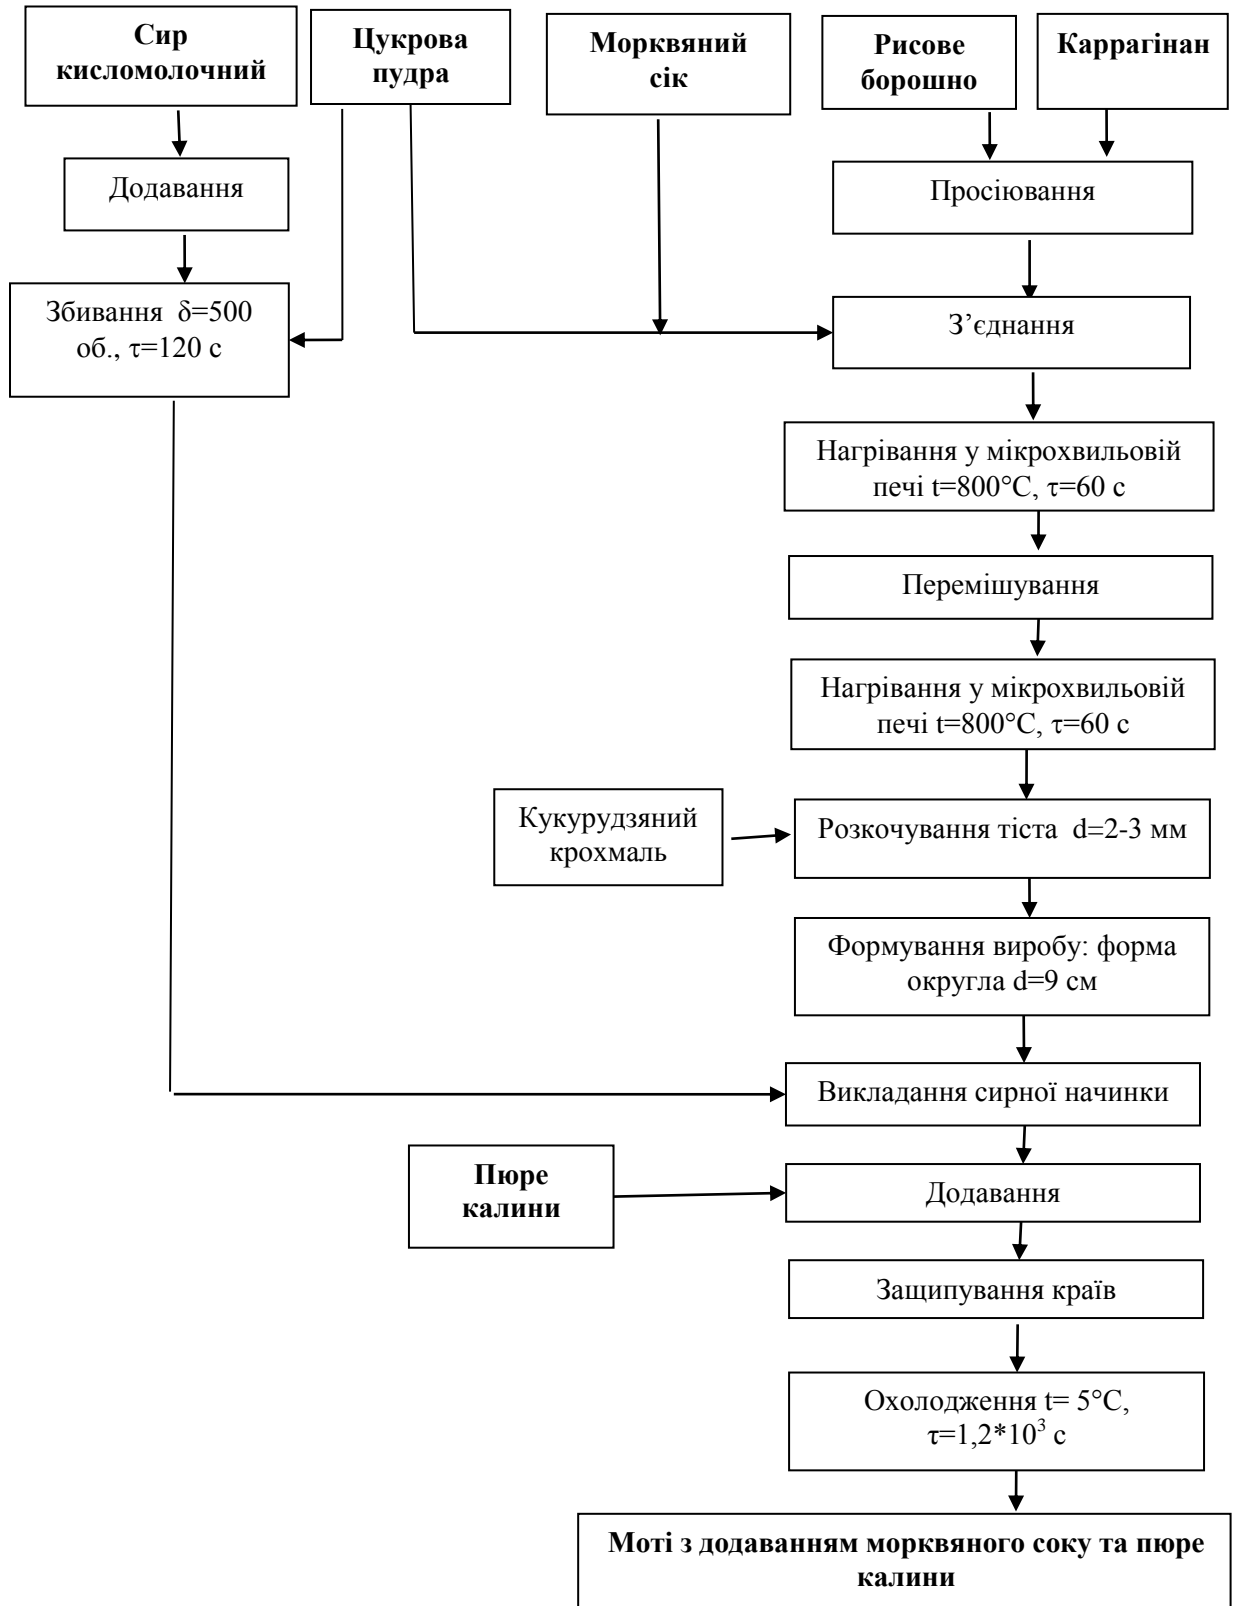 Сир
кисломолочний
Цукрова
пудра
Морквяний
сік
Рисове
борошно
Каррагінан
Додавання
Просіювання
Збивання δ=500
об., τ=120 с
З’єднання
Нагрівання у мікрохвильовій
печі t=800°С, τ=60 с
Перемішування
Нагрівання у мікрохвильовій
печі t=800°С, τ=60 с
Кукурудзяний
крохмаль
Розкочування тіста d=2-3 мм
Формування виробу: форма
округла d=9 см
Викладання сирної начинки
Пюре
калини
Додавання
Защипування країв
Охолодження t= 5°С,
τ=1,2*10³ с
Моті з додаванням морквяного соку та пюре
калини